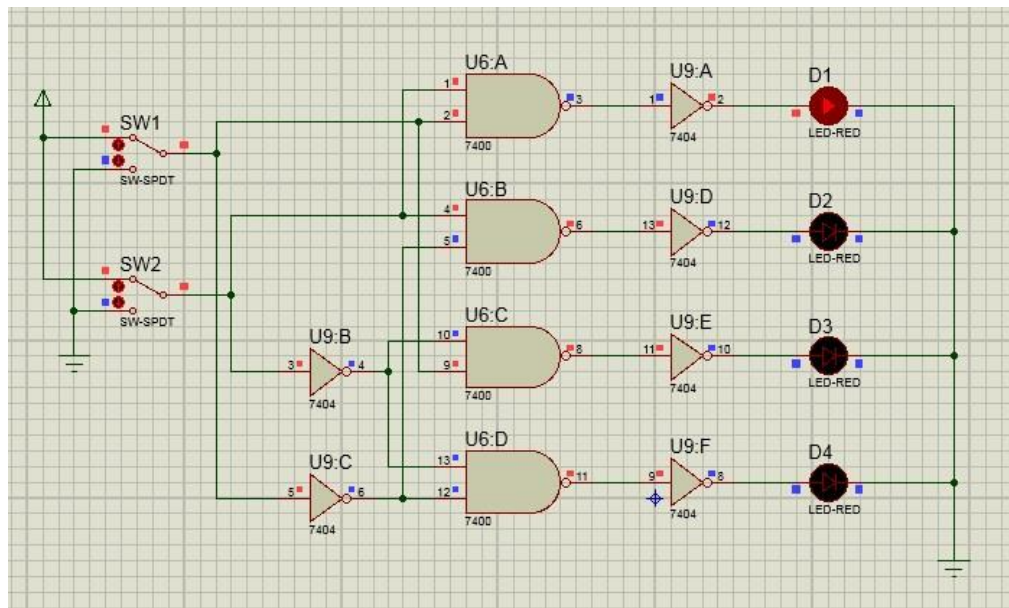 U6:A
1
2
3
7400
U9:A
1
2
7404
D1
LED-RED
SW1
SW-SPDT
U6:B
4
5
6
7400
U9:D
13
12
7404
D2
LED-RED
SW2
SW-SPDT
U9:B
3
4
7404
U6:C
10
9
8
7400
U9:E
11
10
7404
D3
LED-RED
U9:C
5
6
7404
U6:D
13
12
11
7400
U9:F
9
8
7404
D4
LED-RED